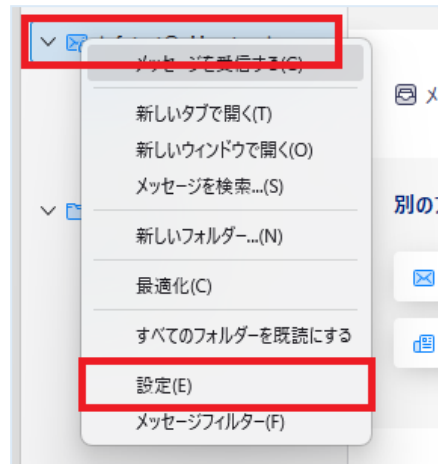 メッセージを受信する(G)
メ
新しいタブで開く(T)
新しいウィンドウで開く(O)
メッセージを検索...(S)
別の
新しいフォルダー...(N)
最適化(C)
すべてのフォルダーを既読にする
設定(E)
メッセージフィルター(F)